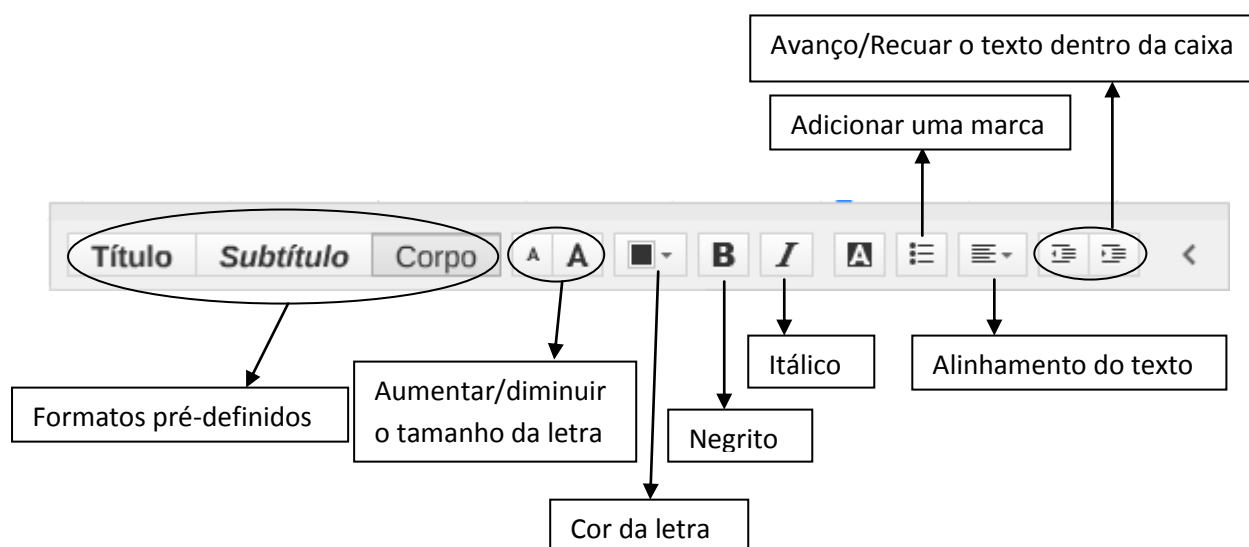 Avanço/Recuar o texto dentro da caixa
Adicionar uma marca
Título Subtítulo Corpo A A B I A
Itálico
Alinhamento do texto
Aumentar/diminuir
o tamanho da letra
Formatos pré-definidos
Negrito
Cor da letra